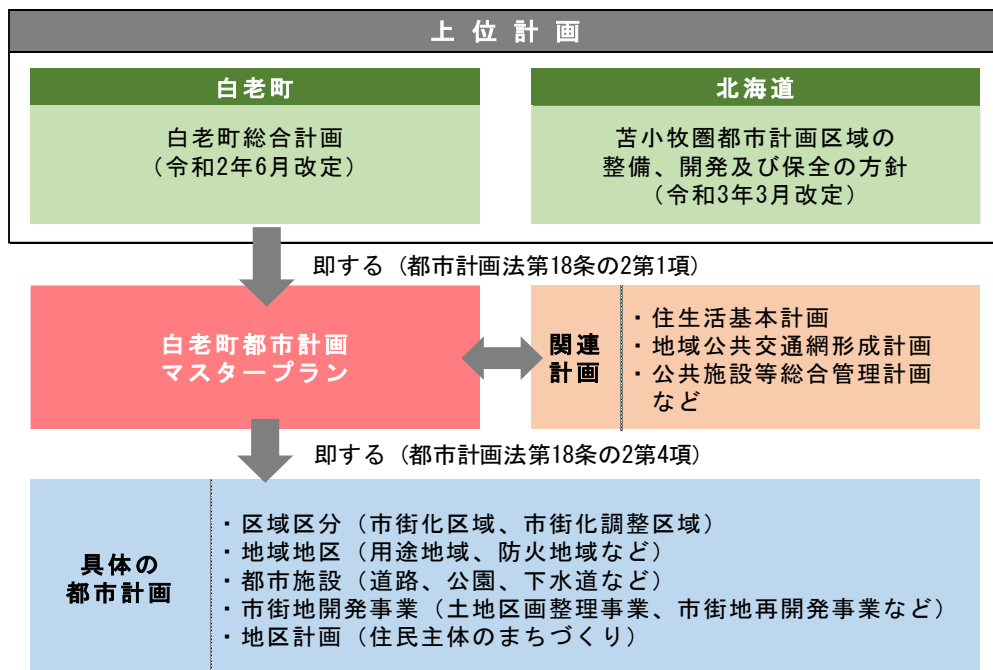 上位計画
白老町
白老町総合計画
（令和2年6月改定）
北海道
苫小牧圏都市計画区域の
整備、開発及び保全の方針
（令和3年3月改定）
即する（都市計画法第18条の2第1項）
白老町都市計画
マスタープラン
関連
計画
・住生活基本計画
・地域公共交通網形成計画
・公共施設等総合管理計画
など
即する（都市計画法第18条の2第4項）
具体の
都市計画
・区域区分（市街化区域、市街化調整区域）
・地域地区（用途地域、防火地域など）
・都市施設（道路、公園、下水道など）
・市街地開発事業（土地区画整理事業、市街地再開発事業など）
・地区計画（住民主体のまちづくり）